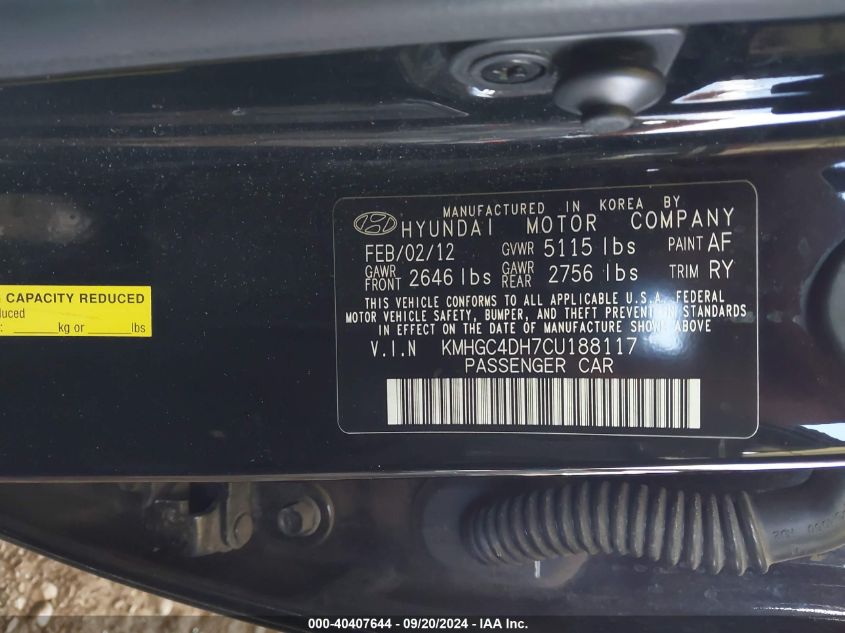 MANUFACTURED IN KOREA BY
HYUNDAI MOTOR COMPANY
FEB/02/12 GVWR 5115 lbs PAINT AF
GAWR FRONT 2646 lbs GAWR REAR 2756 lbs TRIM RY
THIS VEHICLE CONFORMS TO ALL APPLICABLE U.S.A. FEDERAL
MOTOR VEHICLE SAFETY, BUMPER, AND THEFT PREVENTION STANDARDS
IN EFFECT ON THE DATE OF MANUFACTURE SHOWN ABOVE
V.I.N KMHGC4DH7CU188117
PASSENGER CAR
CAPACITY REDUCED
duced
: kg or lbs
000-40407644 - 09/20/2024 - IAA Inc.